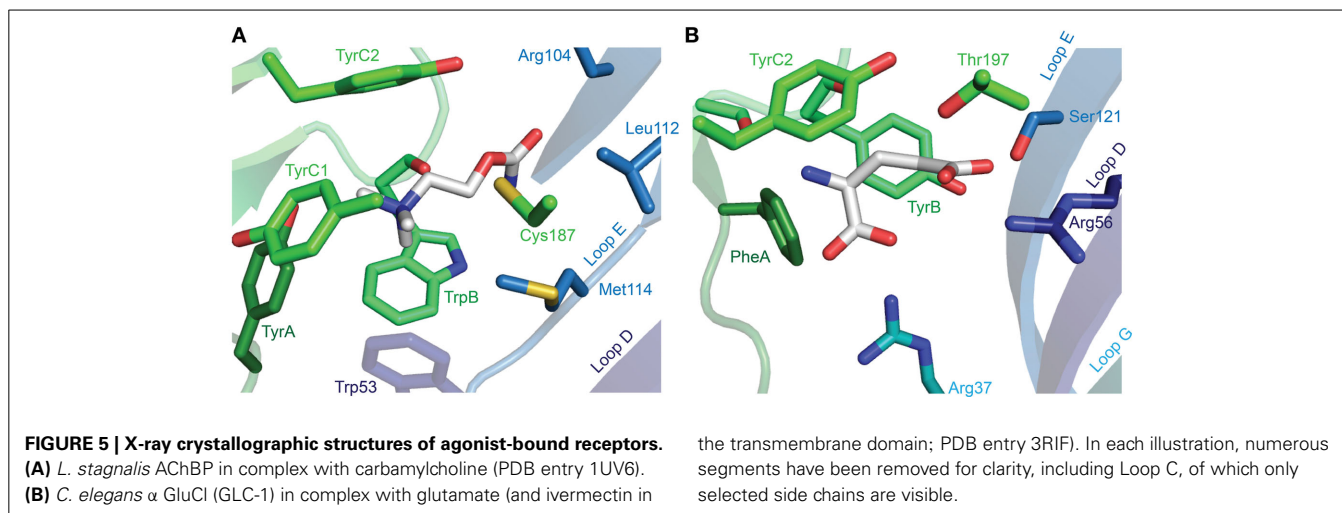 A
TyrC2
Arg104
Leu112
TyrC1
Cys187
Loop E
TrpB
Met114
TyrA
Loop D
Trp53
B
TyrC2
Thr197
Loop E
Ser121
Loop D
TyrB
Arg56
PheA
Loop G
Arg37
FIGURE 5 | X-ray crystallographic structures of agonist-bound receptors.
(A) L. stagnalis AChBP in complex with carbamylcholine (PDB entry 1UV6).
(B) C. elegans α GluCl (GLC-1) in complex with glutamate (and ivermectin in
the transmembrane domain; PDB entry 3RIF). In each illustration, numerous
segments have been removed for clarity, including Loop C, of which only
selected side chains are visible.